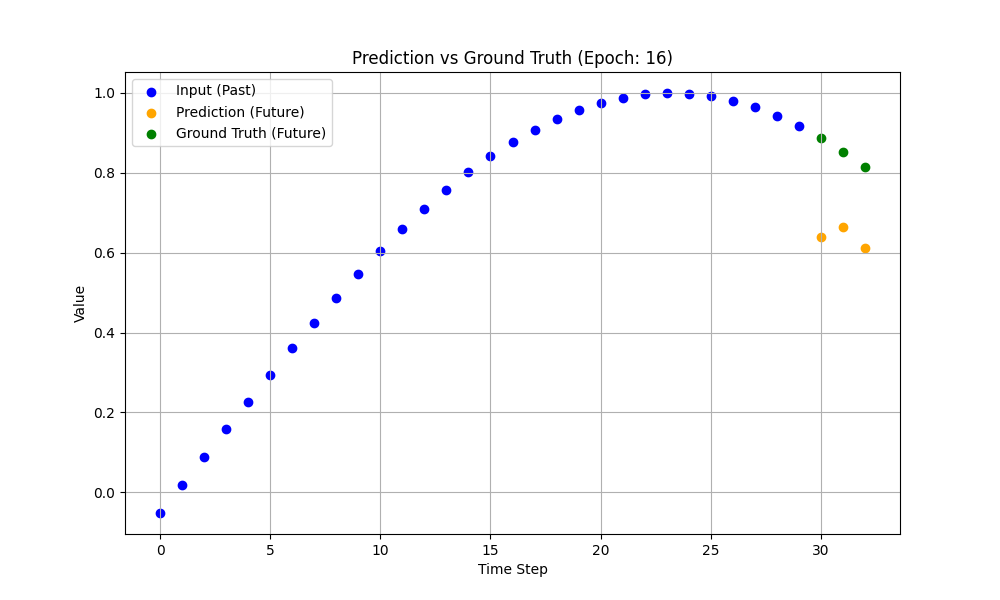 Prediction vs Ground Truth (Epoch: 16)
Input (Past)
Prediction (Future)
Ground Truth (Future)
1.0
0.8
0.6
0.4
0.2
0.0
Value
0 5 10 15 20 25 30
Time Step